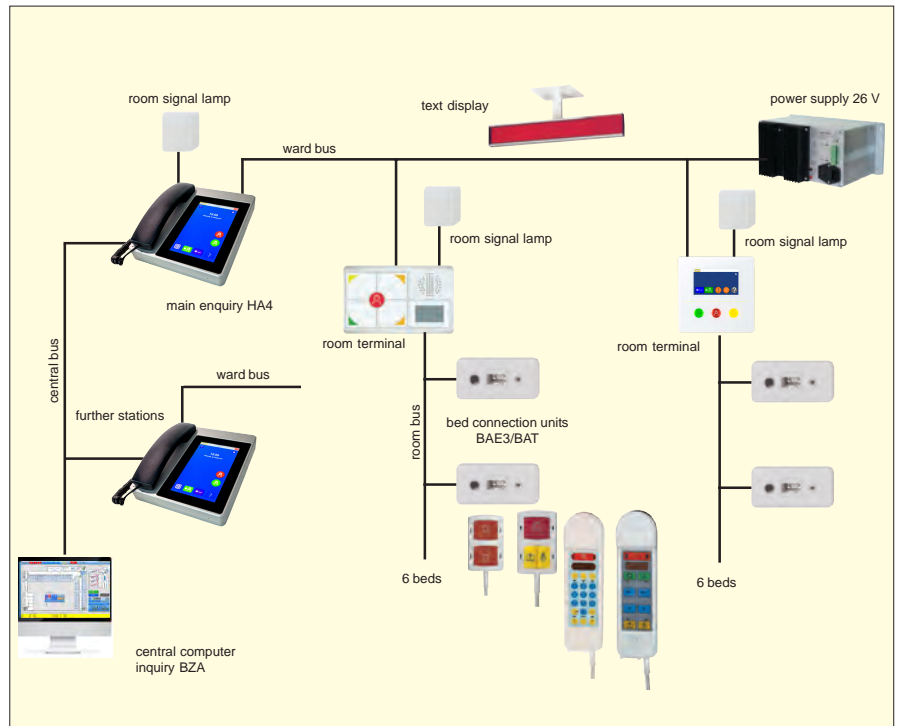 room signal lamp
text display
power supply 26 V
ward bus
room signal lamp
room signal lamp
main enquiry HA4
room terminal
room terminal
central bus
ward bus
further stations
room bus
bed connection units
BAE3/BAT
6 beds
6 beds
central computer
inquiry BZA